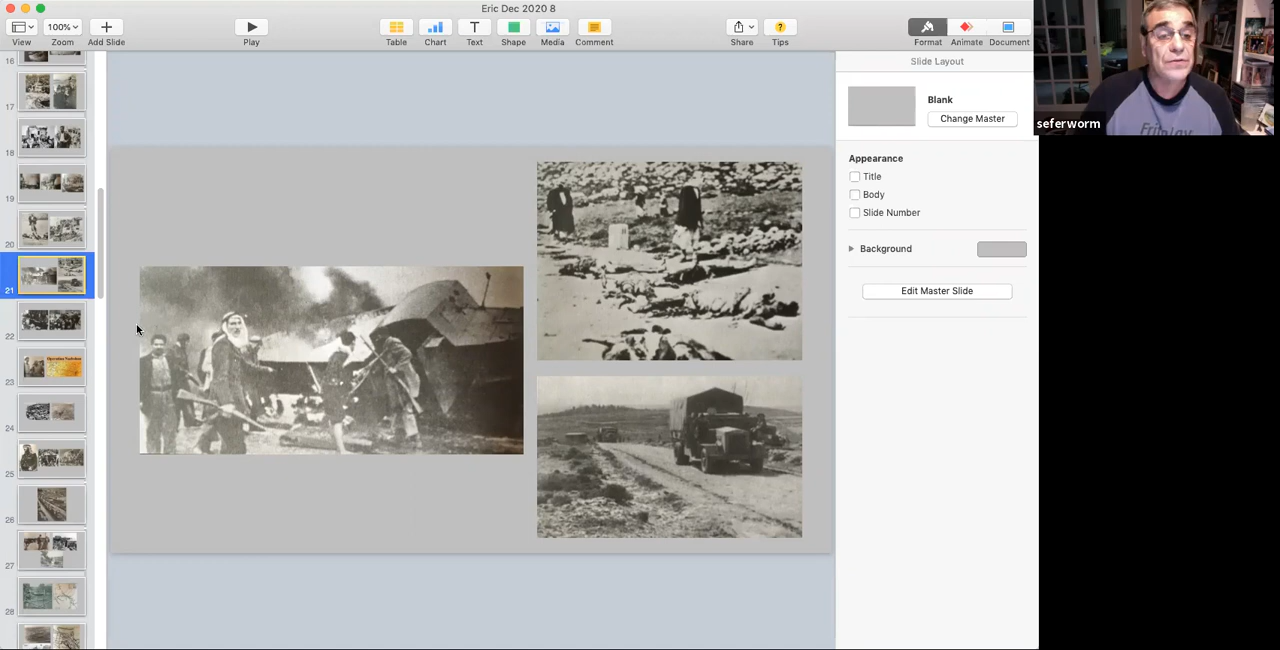 Eric Dec 2020 8
100%
View
Zoom
Add Slide
Play
Table
Chart
Text
Shape
Media
Comment
Share
Tips
Format
Animate
Document
Slide Layout
Blank
Change Master
Appearance
Title
Body
Slide Number
Background
Edit Master Slide
seferworm
16
17
18
19
20
21
22
23
24
25
26
27
28